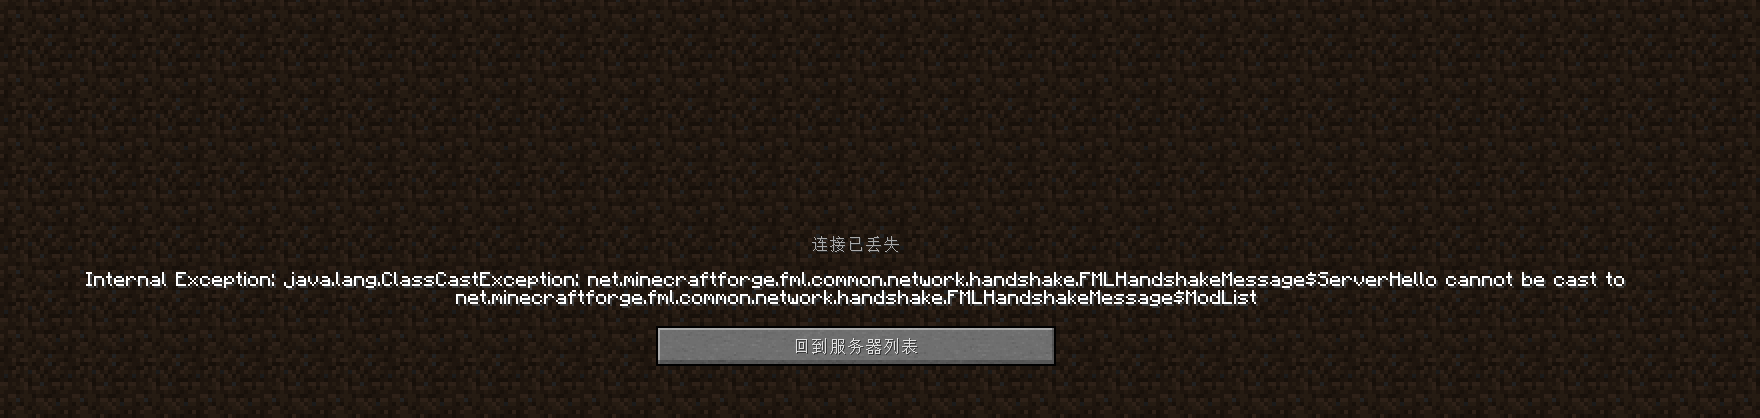 连接已丢失
Internal Exception: java.lang.ClassCastException: net.minecraftforge.fml.common.network.handshake.FMLHandshakeMessage$ServerHello cannot be cast to
net.minecraftforge.fml.common.network.handshake.FMLHandshakeMessage$ModList
回到服务器列表